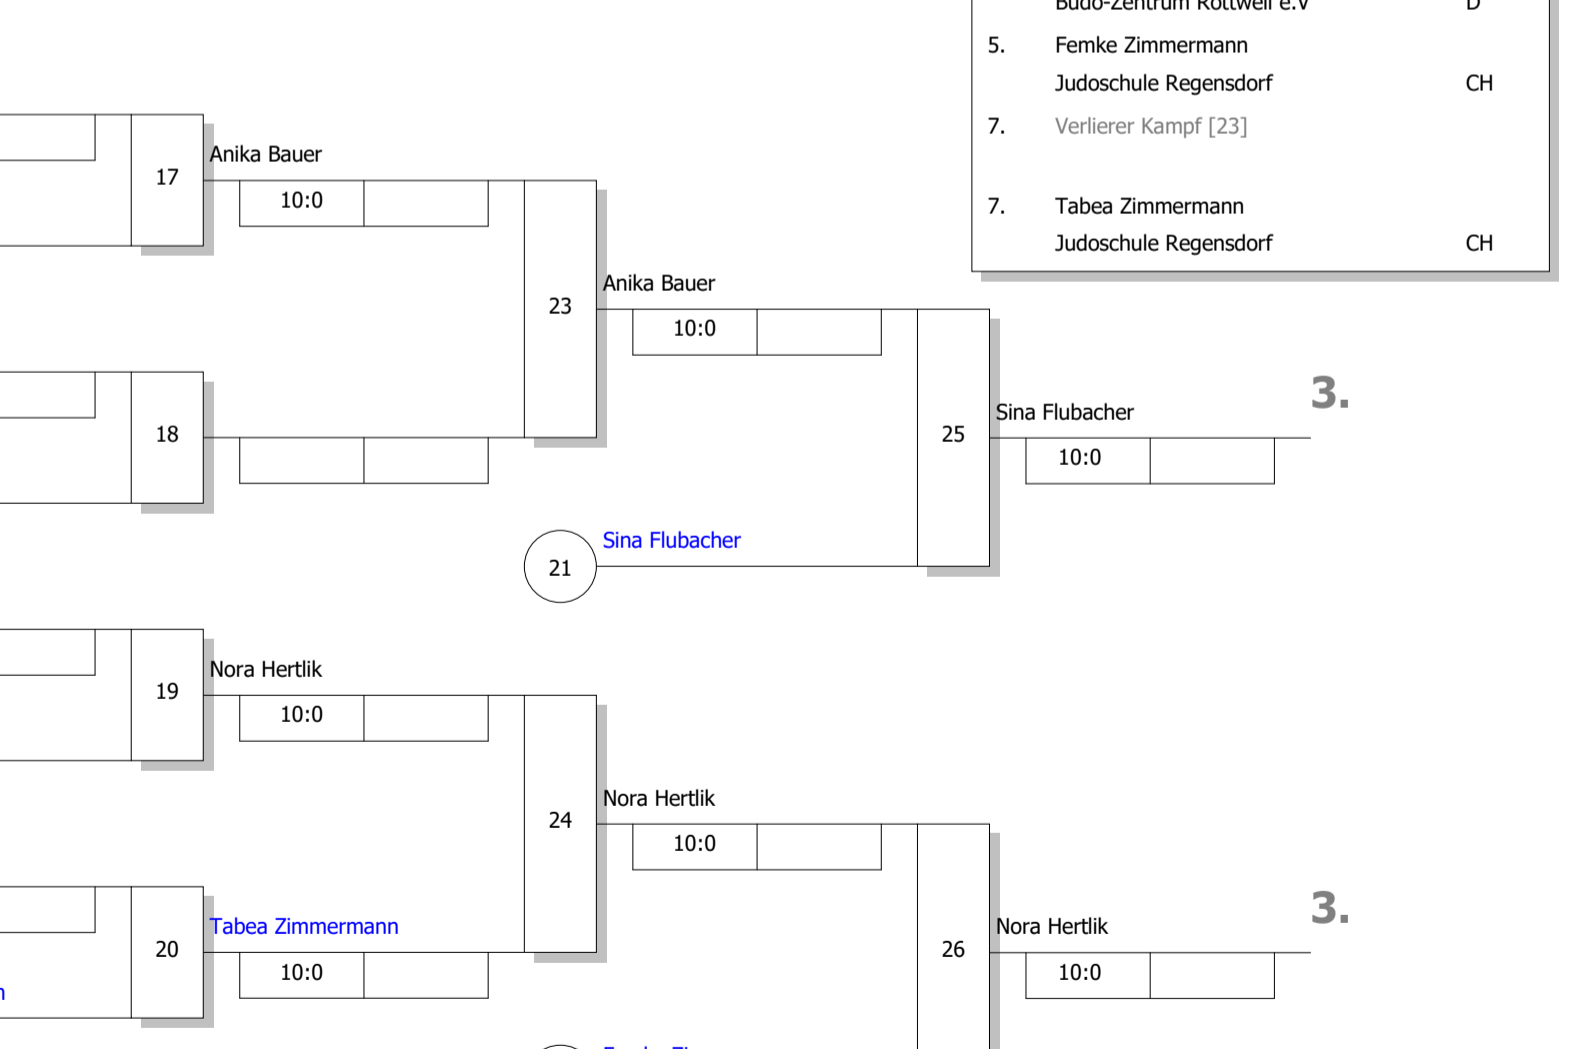 Budo-Zentrum Rottweil e.V D
5. Femke Zimmermann
Judoschule Regensdorf CH
7. Verlierer Kampf [23]
7. Tabea Zimmermann
Judoschule Regensdorf CH
17
Anika Bauer
10:0
23
Anika Bauer
10:0
18
25
Sina Flubacher
3.
10:0
21
Sina Flubacher
19
Nora Hertlik
10:0
24
Nora Hertlik
10:0
20
Tabea Zimmermann
10:0
26
Nora Hertlik
3.
10:0
n